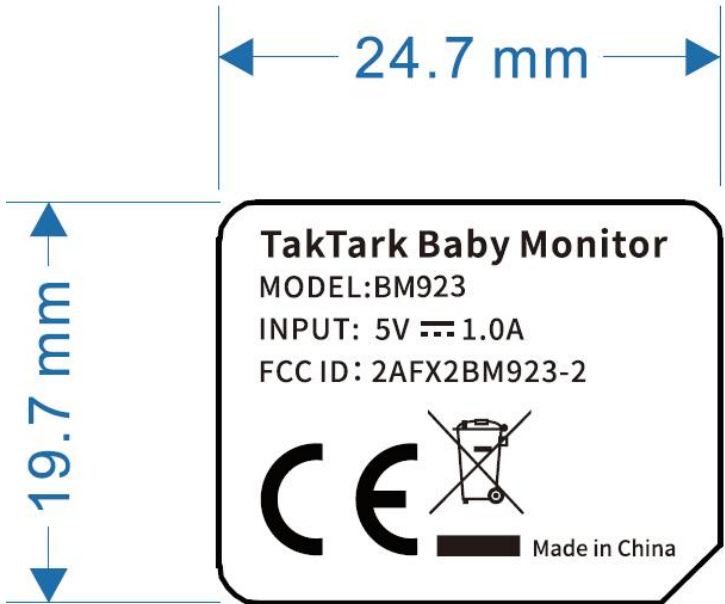 24.7 mm
19.7 mm
TakTark Baby Monitor
MODEL:BM923
INPUT: 5V ⎓ 1.0A
FCC ID: 2AFX2BM923-2
CE
Made in China